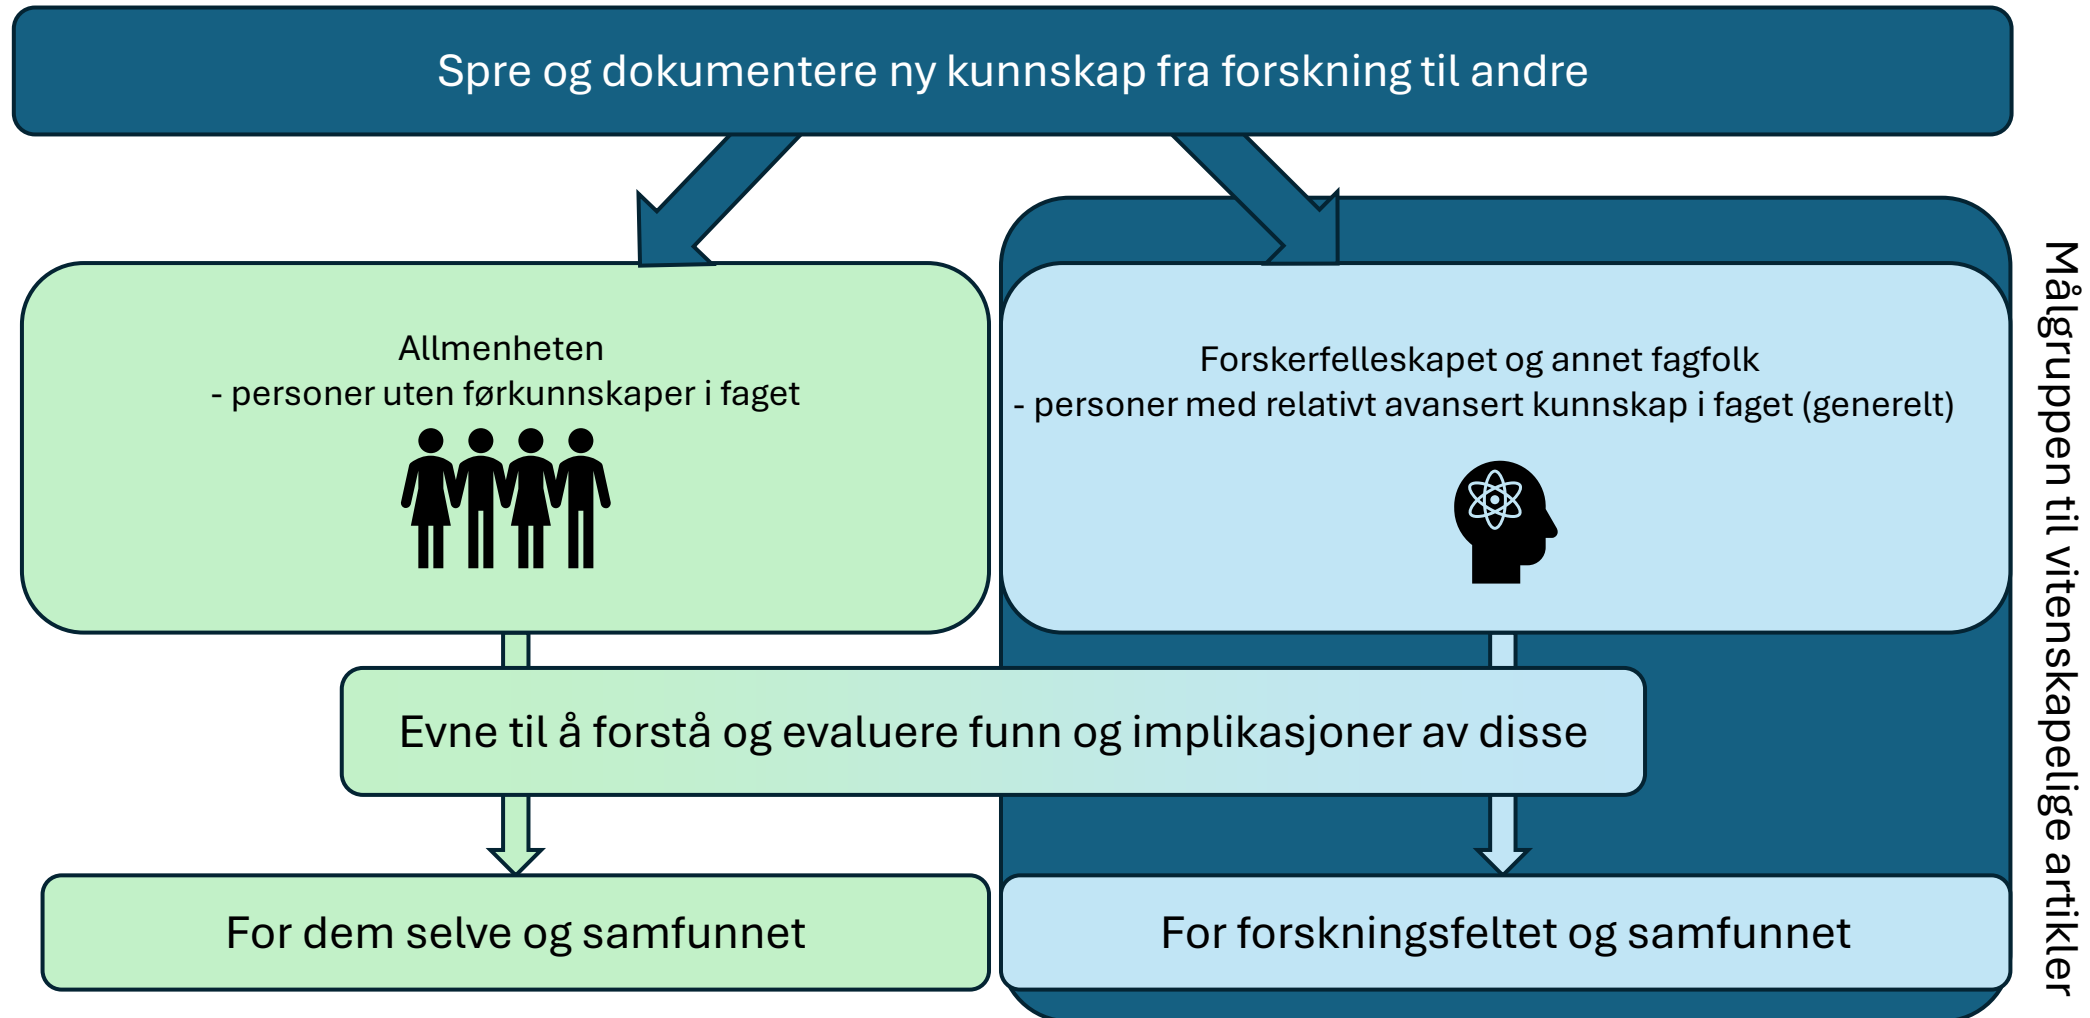 Spre og dokumentere ny kunnskap fra forskning til andre
Allmenheten
- personer uten førkunnskaper i faget
Forskerfelleskapet og annet fagfolk
- personer med relativt avansert kunnskap i faget (generelt)
Evne til å forstå og evaluere funn og implikasjoner av disse
For dem selve og samfunnet
For forskningsfeltet og samfunnet
Målgruppen til vitenskapelige artikler